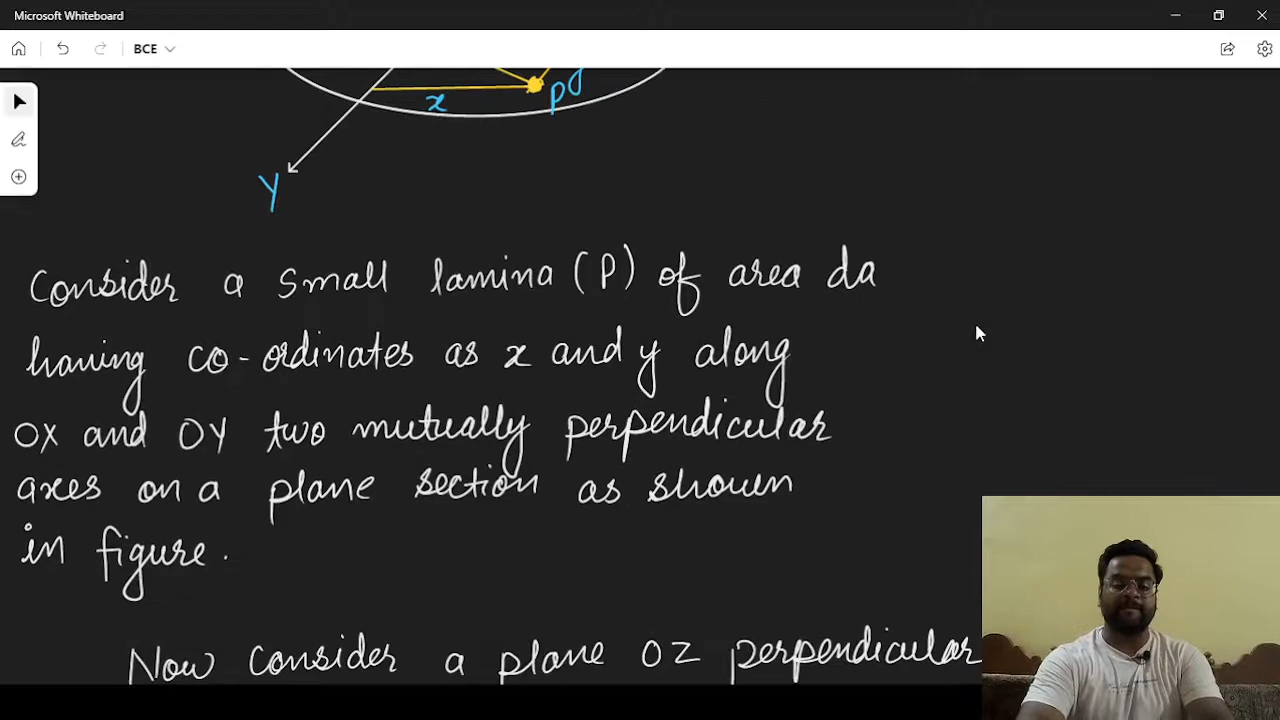 Microsoft Whiteboard
BCE
x
P
Y
Consider a small lamina (P) of area da
having co-ordinates as x and y along
OX and OY two mutually perpendicular
axes on a plane section as shown
in figure.
Now consider a plane OZ perpendicular